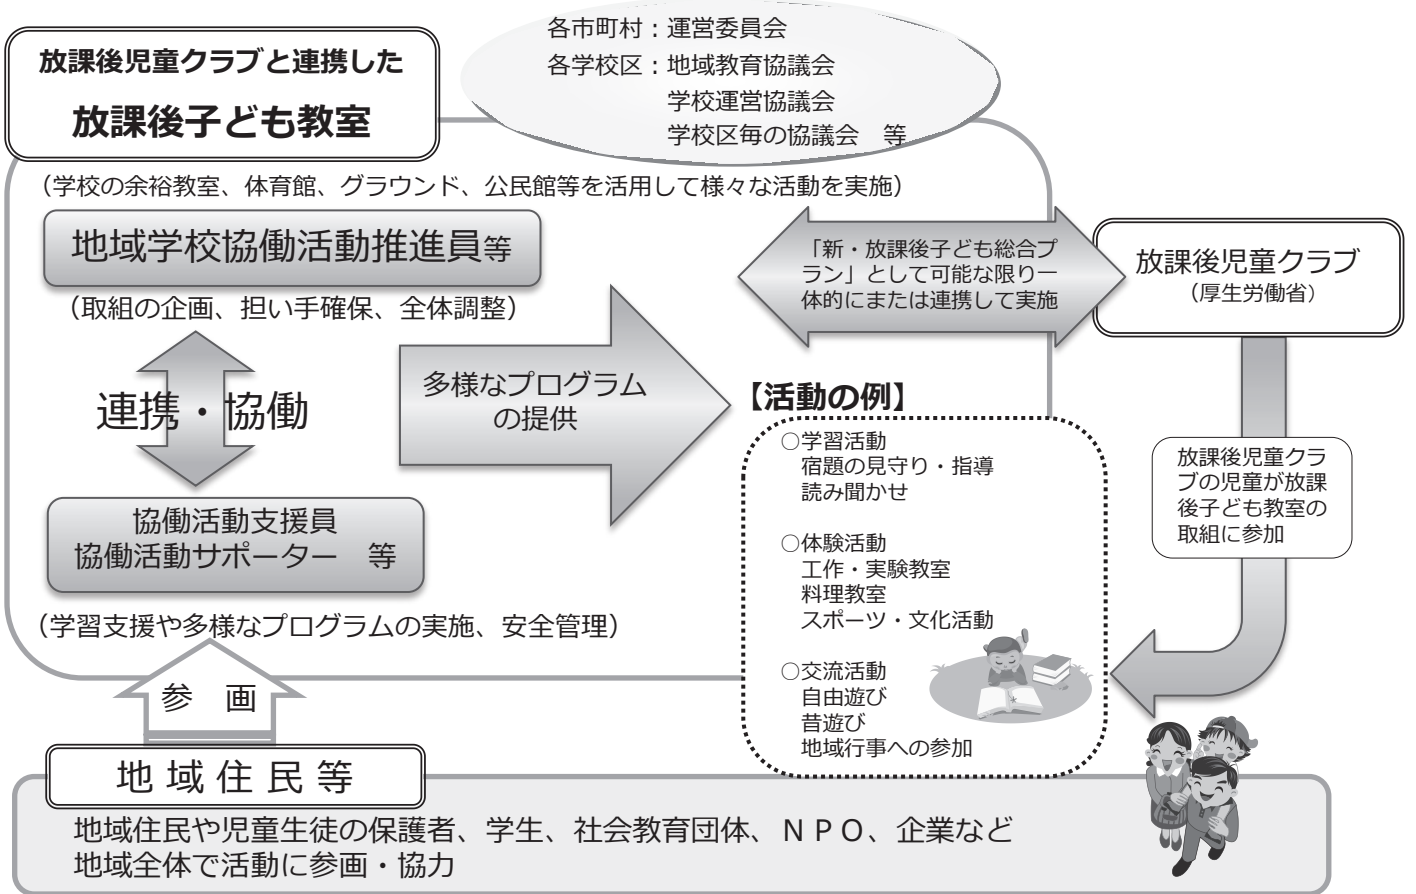 各市町村：運営委員会
各学校区：地域教育協議会
学校運営協議会
学校区毎の協議会　等
放課後児童クラブと連携した
放課後子ども教室
（学校の余裕教室、体育館、グラウンド、公民館等を活用して様々な活動を実施）
地域学校協働活動推進員等
（取組の企画、担い手確保、全体調整）
連携・協働
協働活動支援員
協働活動サポーター　等
（学習支援や多様なプログラムの実施、安全管理）
多様なプログラム
の提供
「新・放課後子ども総合プ
ラン」として可能な限り一
体的にまたは連携して実施
放課後児童クラブ
（厚生労働省）
放課後児童クラ
ブの児童が放課
後子ども教室の
取組に参加
【活動の例】
○学習活動
宿題の見守り・指導
読み聞かせ
○体験活動
工作・実験教室
料理教室
スポーツ・文化活動
○交流活動
自由遊び
昔遊び
地域行事への参加
参　画
地域住民等
地域住民や児童生徒の保護者、学生、社会教育団体、ＮＰＯ、企業など
地域全体で活動に参画・協力